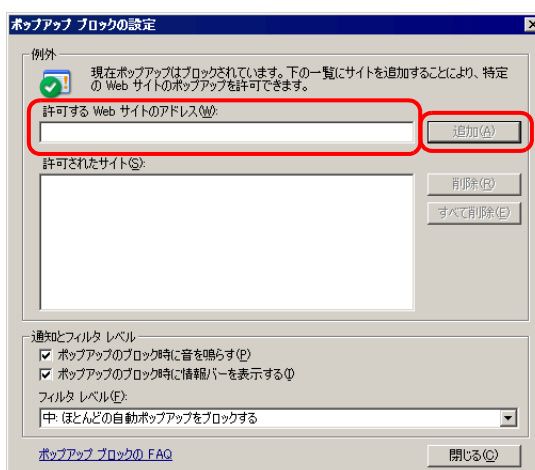 ポップアップ ブロックの設定
例外
現在ポップアップはブロックされています。下の一覧にサイトを追加することにより、特定
の Web サイトのポップアップを許可できます。
許可する Web サイトのアドレス(W):
追加(A)
許可されたサイト(S):
削除(R)
すべて削除(E)
通知とフィルタ レベル
ポップアップのブロック時に音を鳴らす(P)
ポップアップのブロック時に情報バーを表示する(I)
フィルタ レベル(F):
中: ほとんどの自動ポップアップをブロックする
ポップアップ ブロックの FAQ
閉じる(C)